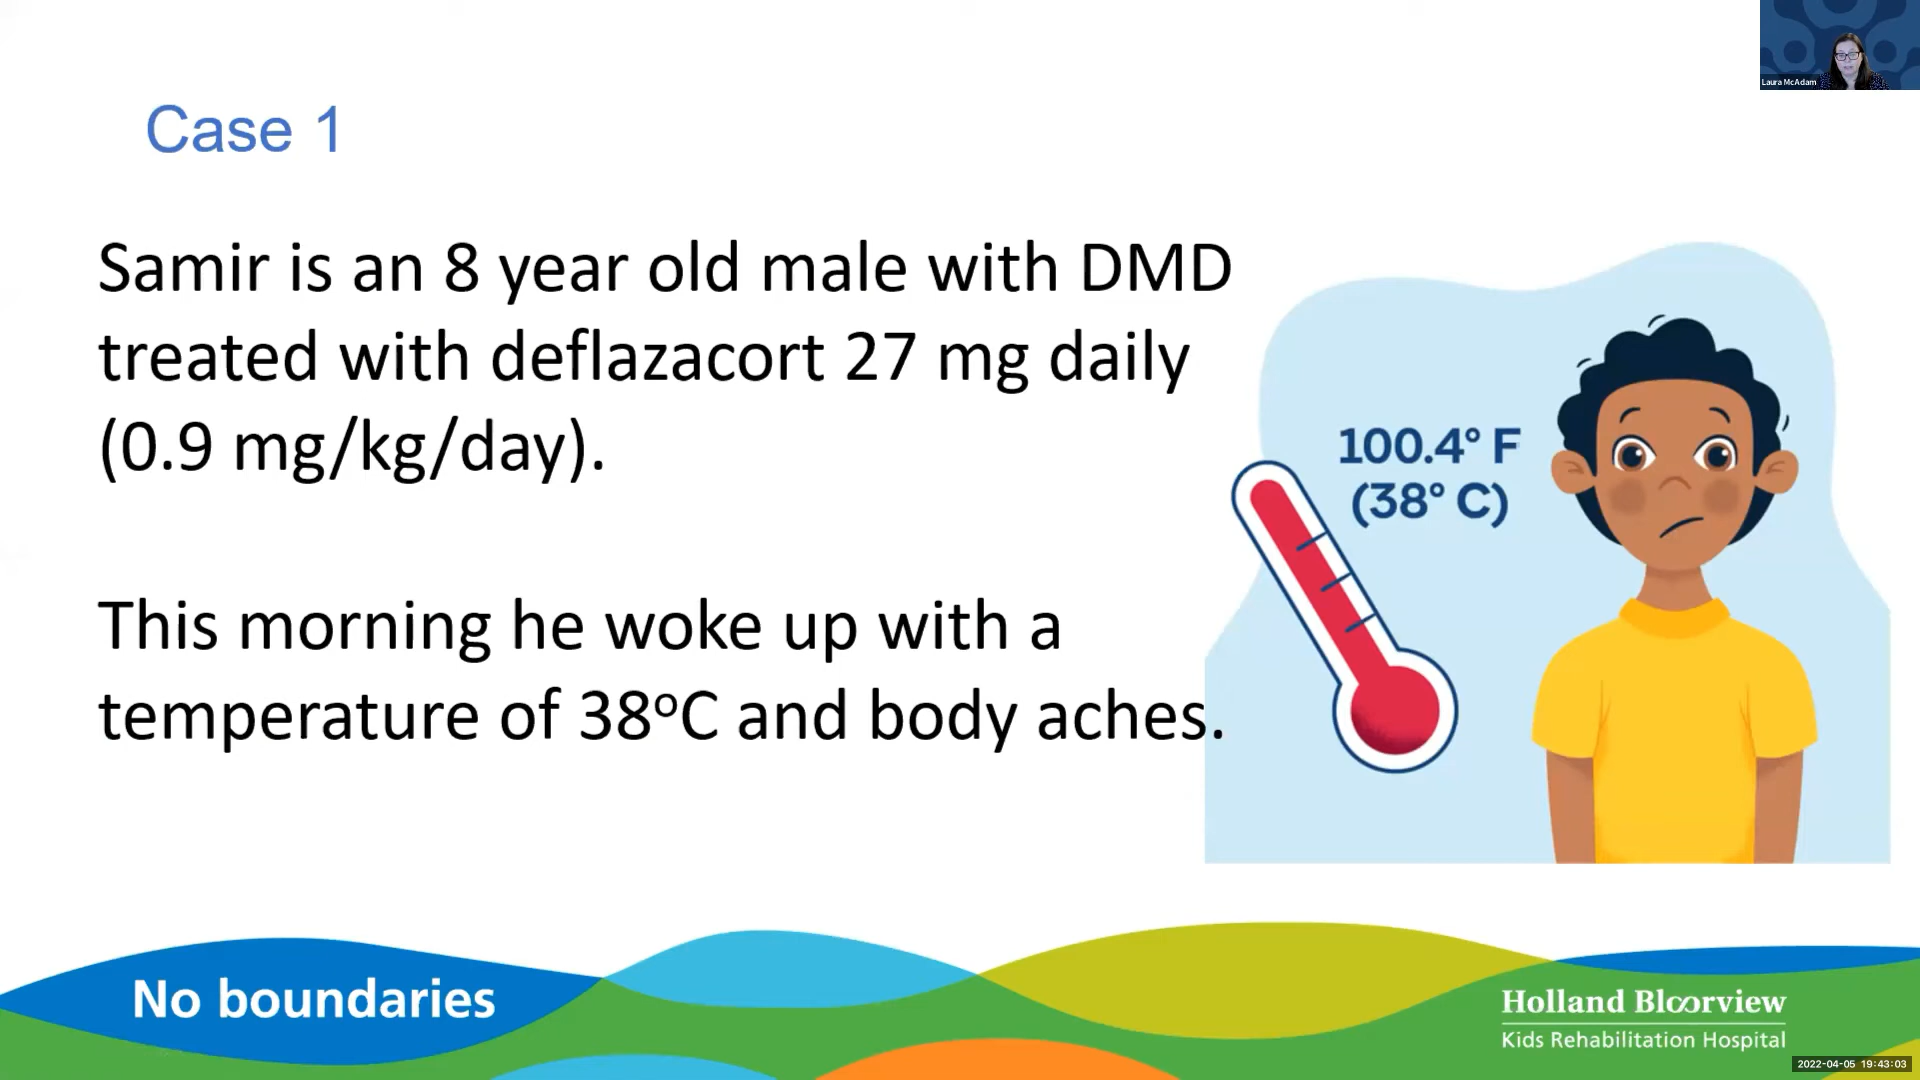 Laura McAdam
Case 1
Samir is an 8 year old male with DMD
treated with deflazacort 27 mg daily
(0.9 mg/kg/day).
100.4° F
(38° C)
This morning he woke up with a
temperature of 38°C and body aches.
No boundaries
Holland Bloorview
Kids Rehabilitation Hospital
2022-04-05 19:43:03